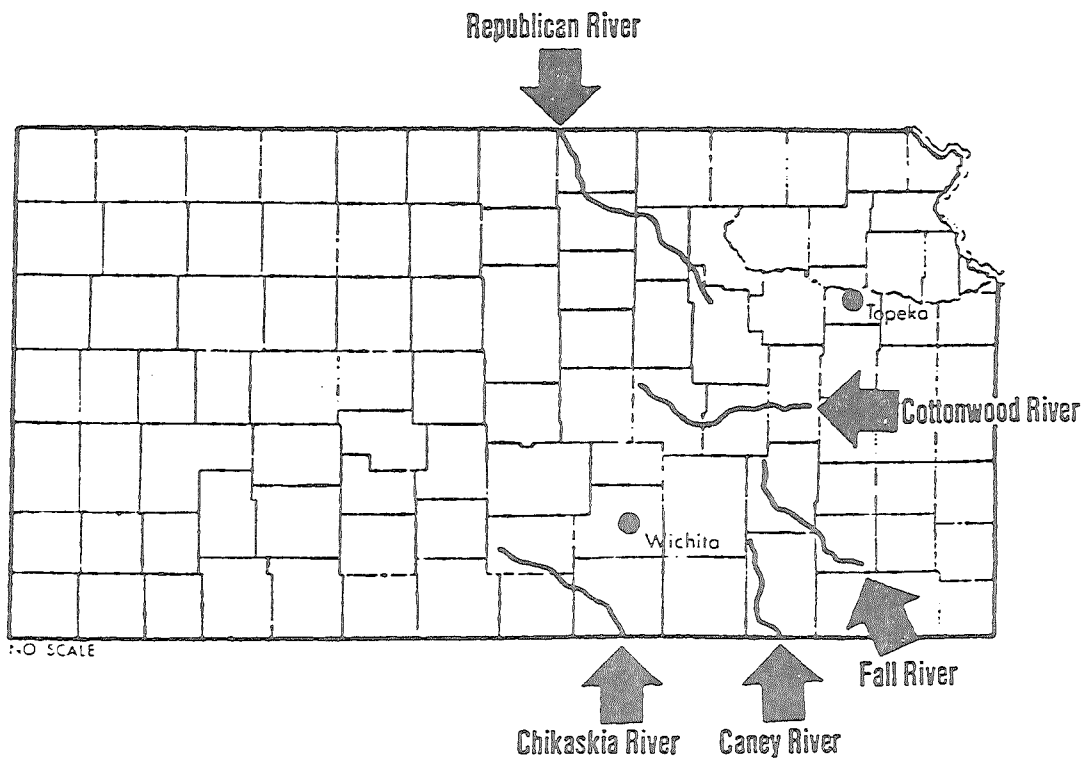 Republican River
Topeka
Cottonwood River
Wichita
NO SCALE
Fall River
Chikaskia River
Caney River